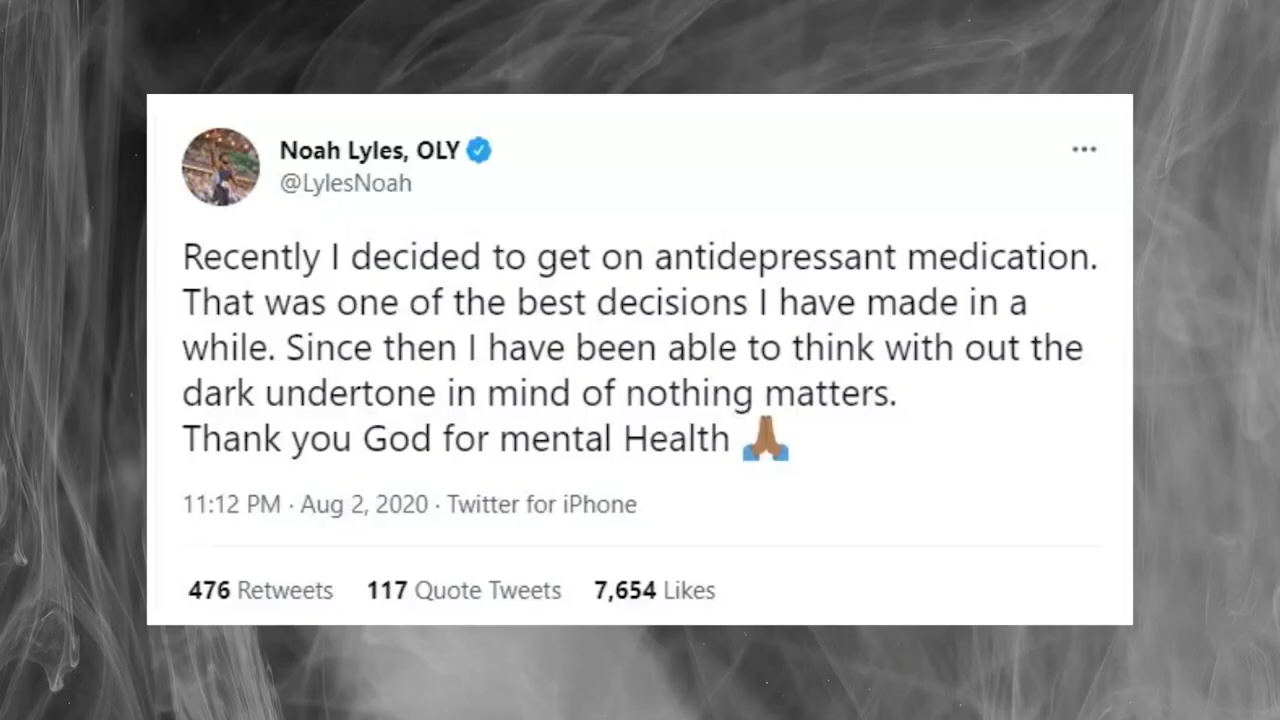 Noah Lyles, OLY
@LylesNoah
Recently I decided to get on antidepressant medication.
That was one of the best decisions I have made in a
while. Since then I have been able to think with out the
dark undertone in mind of nothing matters.
Thank you God for mental Health 🙏🏾
11:12 PM · Aug 2, 2020 · Twitter for iPhone
476 Retweets 117 Quote Tweets 7,654 Likes